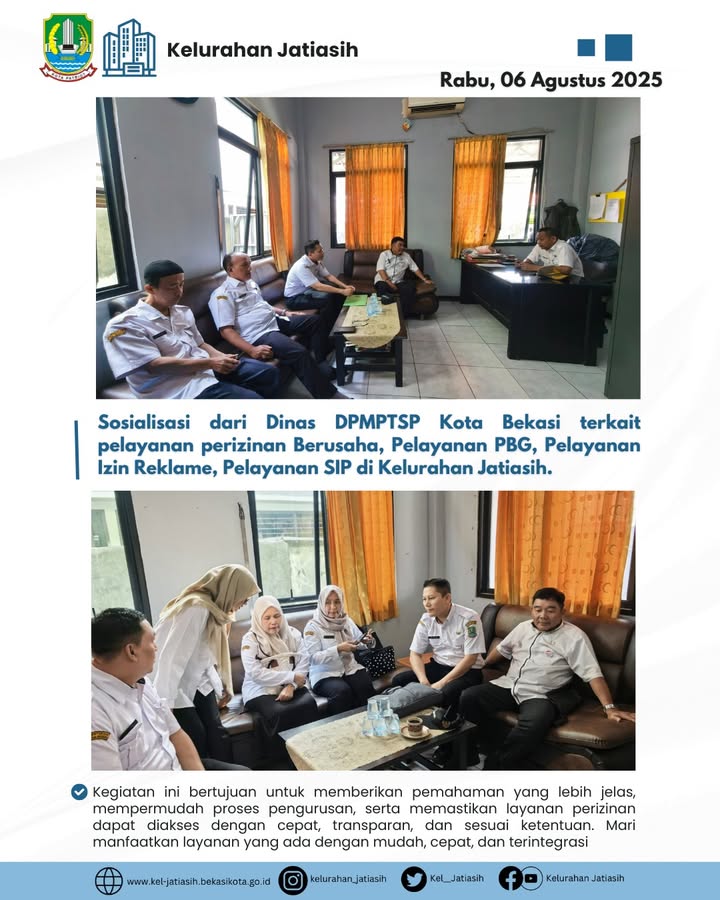 KOTA PATRIOT
Kelurahan Jatiasih
Rabu, 06 Agustus 2025
Sosialisasi dari Dinas DPMPTSP Kota Bekasi terkait
pelayanan perizinan Berusaha, Pelayanan PBG, Pelayanan
Izin Reklame, Pelayanan SIP di Kelurahan Jatiasih.
Kegiatan ini bertujuan untuk memberikan pemahaman yang lebih jelas,
mempermudah proses pengurusan, serta memastikan layanan perizinan
dapat diakses dengan cepat, transparan, dan sesuai ketentuan. Mari
manfaatkan layanan yang ada dengan mudah, cepat, dan terintegrasi
www.kel-jatiasih.bekasikota.go.id kelurahan_jatiasih Kel__Jatiasih Kelurahan Jatiasih